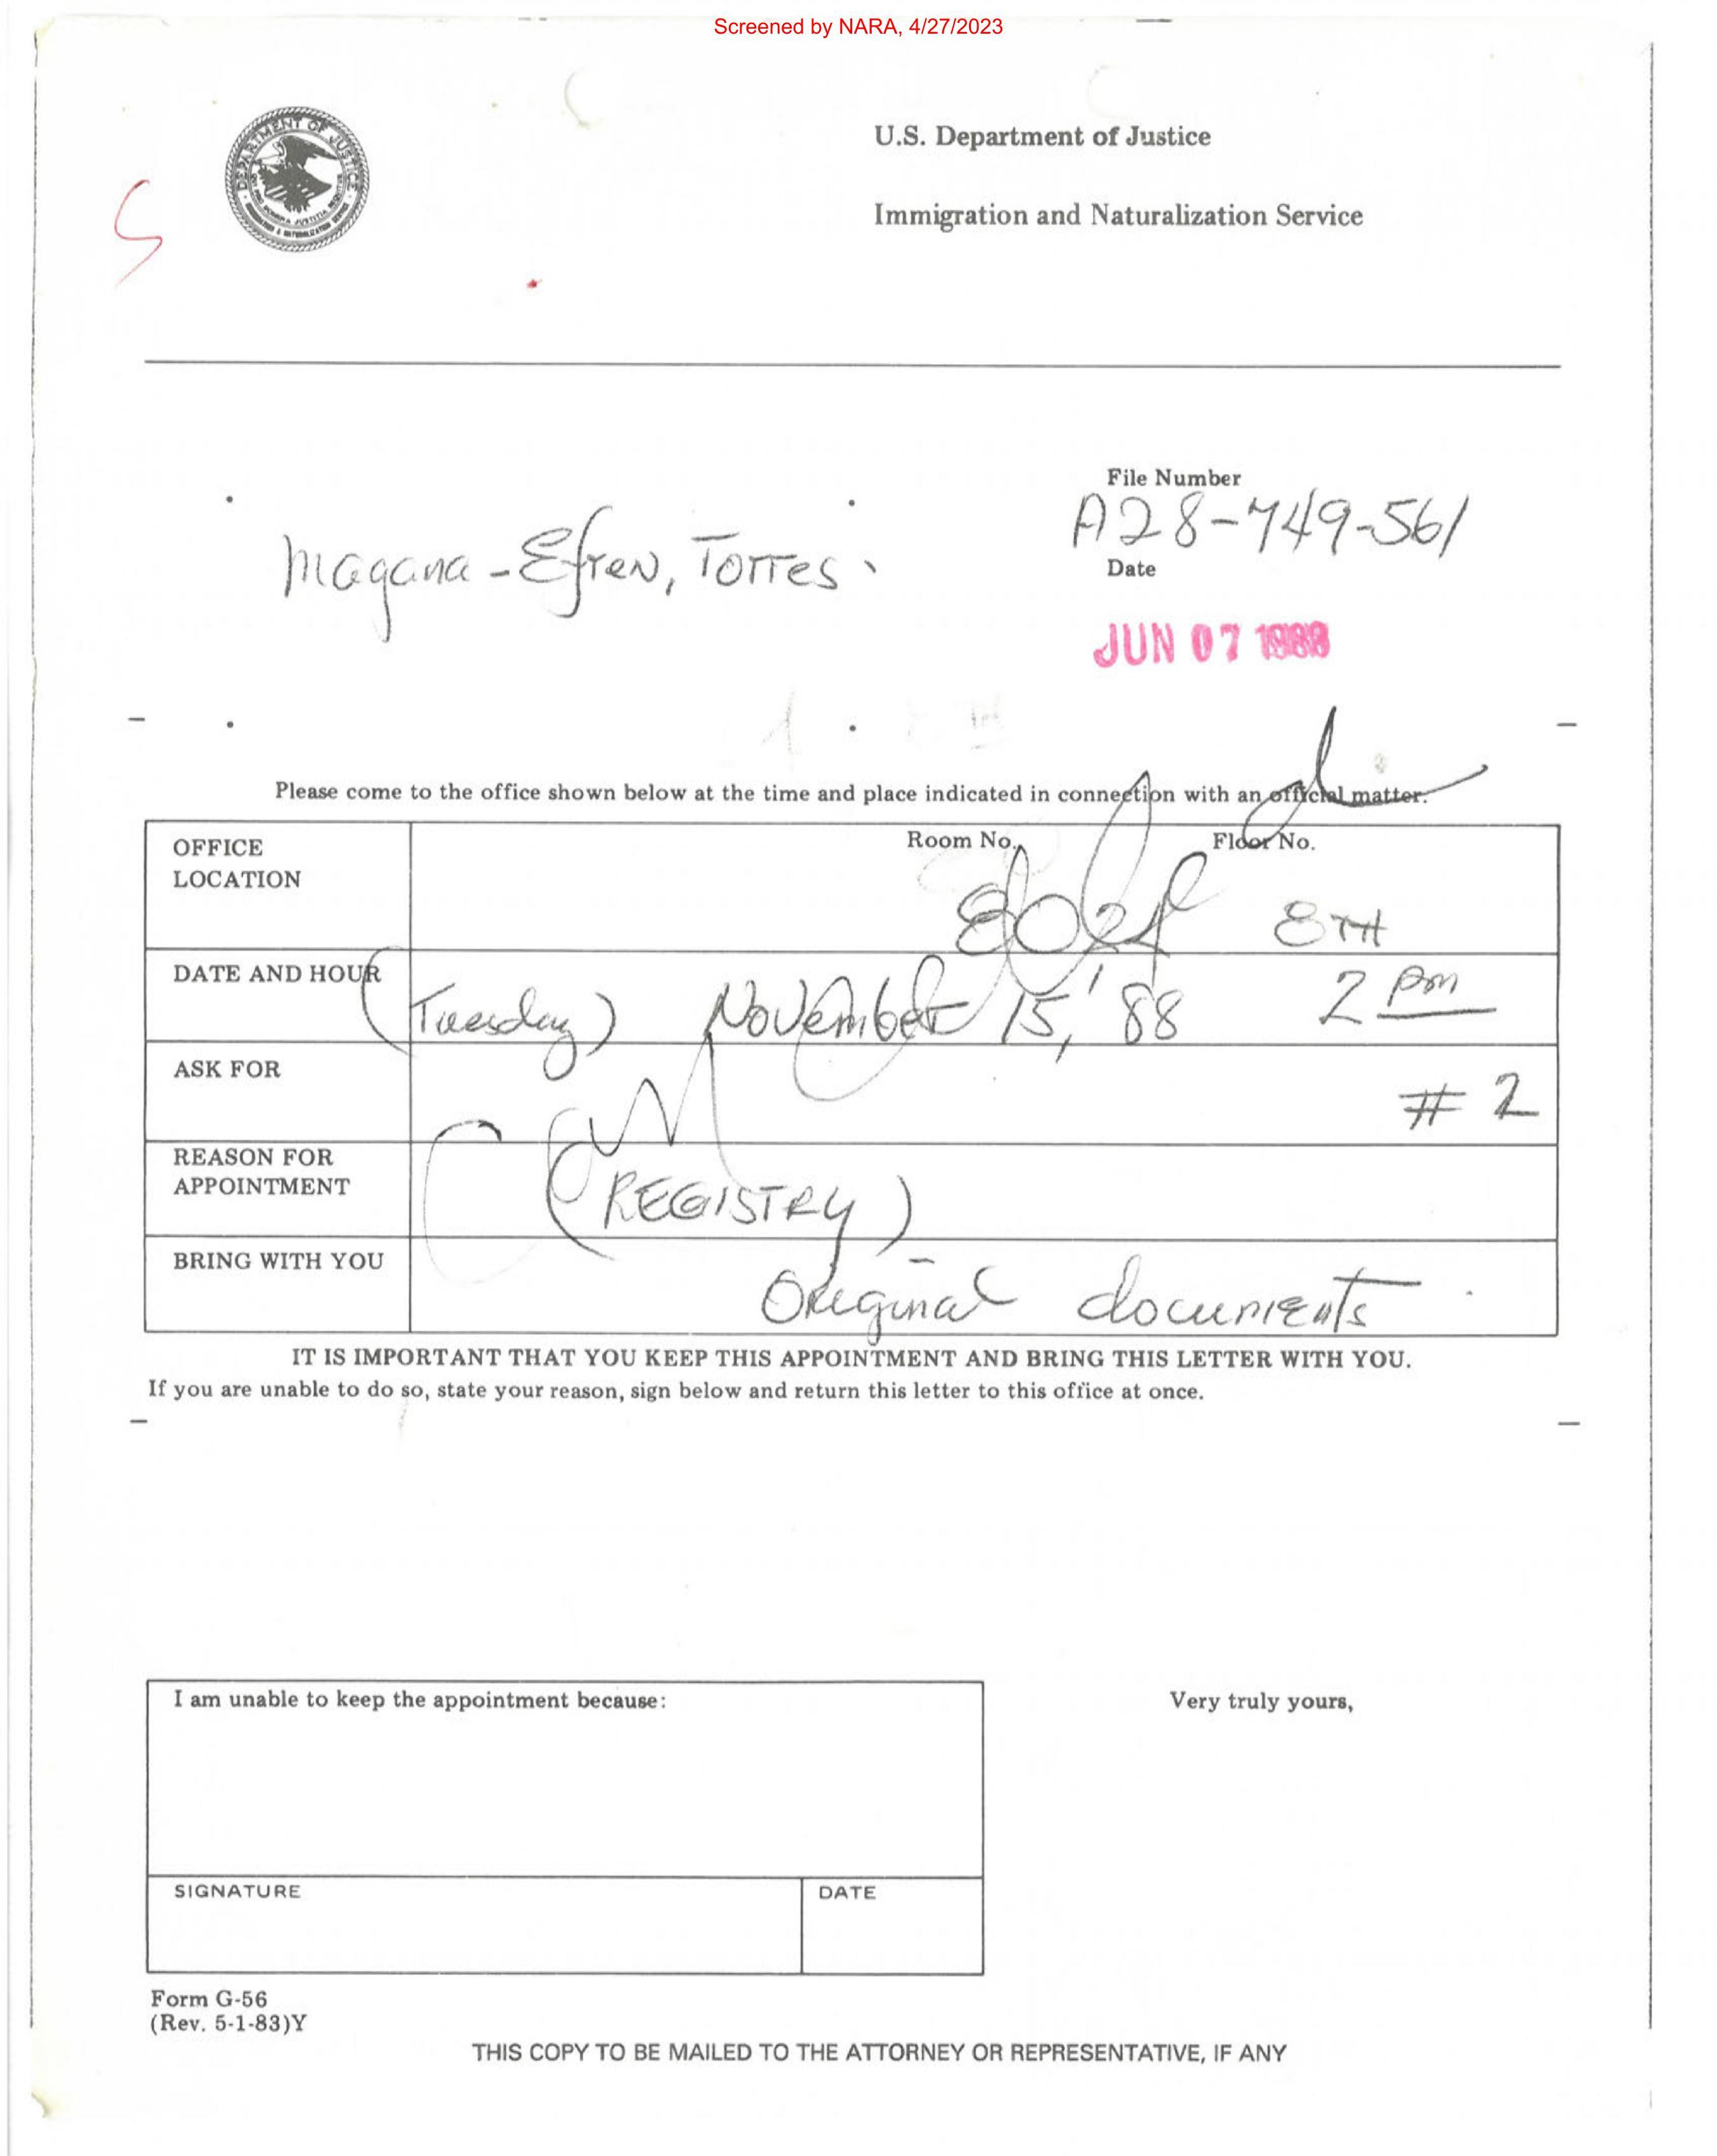 Screened by NARA, 4/27/2023
U.S. Department of Justice
Immigration and Naturalization Service
File Number
A28-749-561
Magana - Efren, Torres
Date
JUN 07 1988
Please come to the office shown below at the time and place indicated in connection with an official matter.
OFFICE LOCATION
Room No.
Floor No.
8TH
DATE AND HOUR
(Tuesday) November 15, '88 2 pm
ASK FOR
# 2
REASON FOR APPOINTMENT
(REGISTRY)
BRING WITH YOU
Original documents
IT IS IMPORTANT THAT YOU KEEP THIS APPOINTMENT AND BRING THIS LETTER WITH YOU.
If you are unable to do so, state your reason, sign below and return this letter to this office at once.
I am unable to keep the appointment because:
Very truly yours,
SIGNATURE
DATE
Form G-56
(Rev. 5-1-83)Y
THIS COPY TO BE MAILED TO THE ATTORNEY OR REPRESENTATIVE, IF ANY